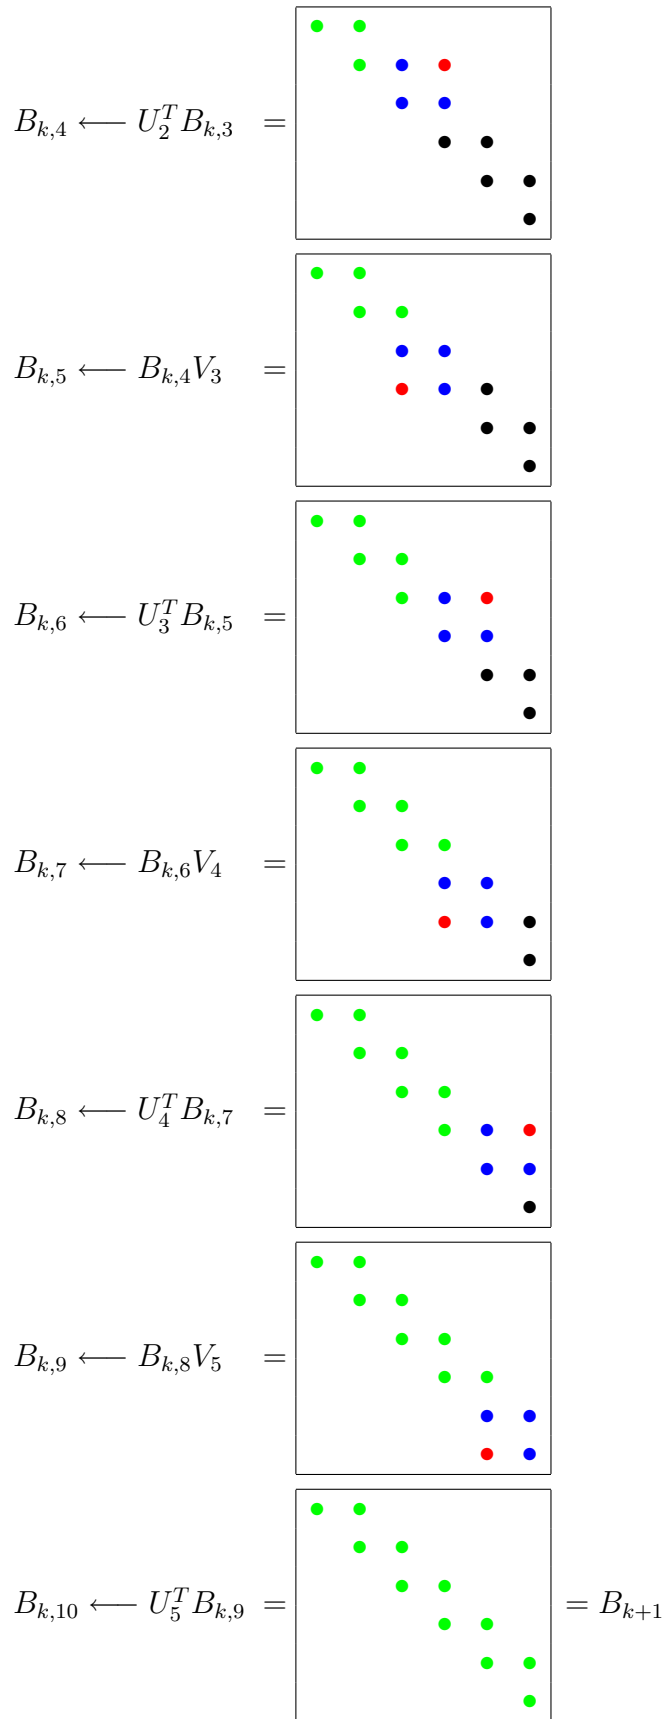 B_{k,4} ⟵ U_2^T B_{k,3} =
B_{k,5} ⟵ B_{k,4} V_3 =
B_{k,6} ⟵ U_3^T B_{k,5} =
B_{k,7} ⟵ B_{k,6} V_4 =
B_{k,8} ⟵ U_4^T B_{k,7} =
B_{k,9} ⟵ B_{k,8} V_5 =
B_{k,10} ⟵ U_5^T B_{k,9} = = B_{k+1}